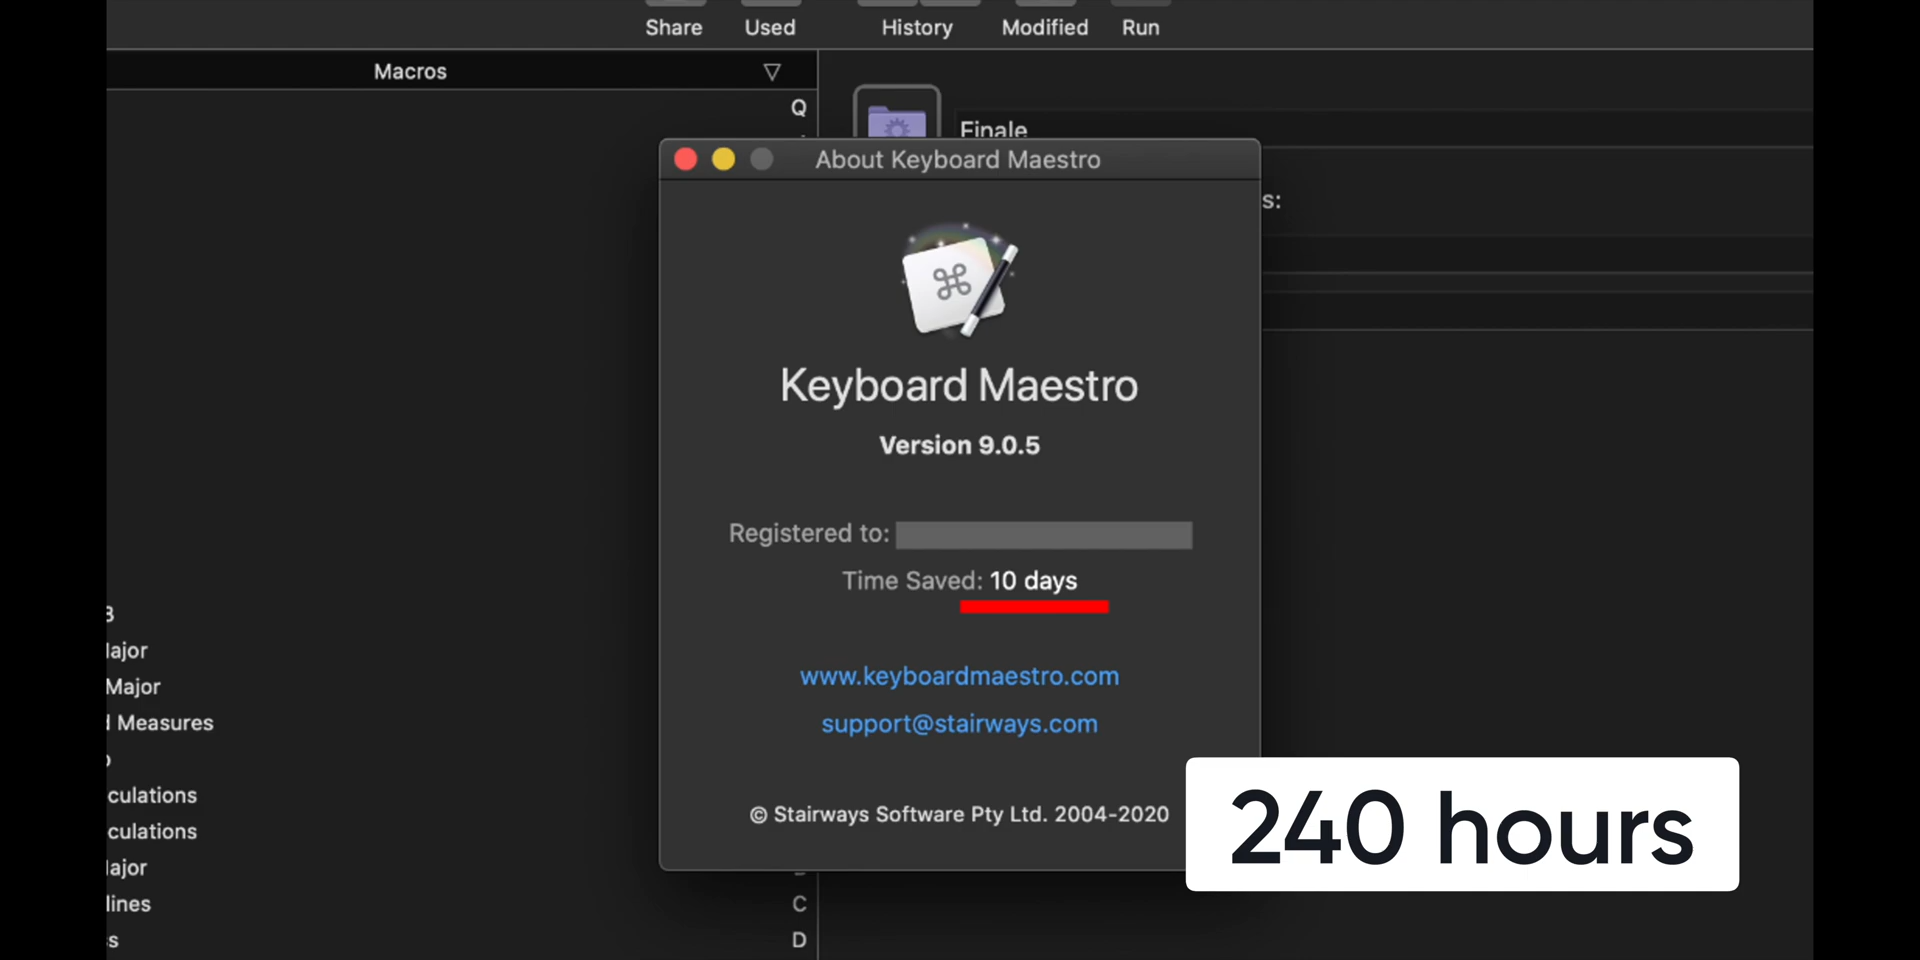 Share Used History Modified Run
Macros
Q
Finale
About Keyboard Maestro
s:
Keyboard Maestro
Version 9.0.5
Registered to:
Time Saved: 10 days
www.keyboardmaestro.com
support@stairways.com
© Stairways Software Pty Ltd. 2004-2020
240 hours
ajor
Major
Measures
culations
culations
ajor
lines
C
s
D